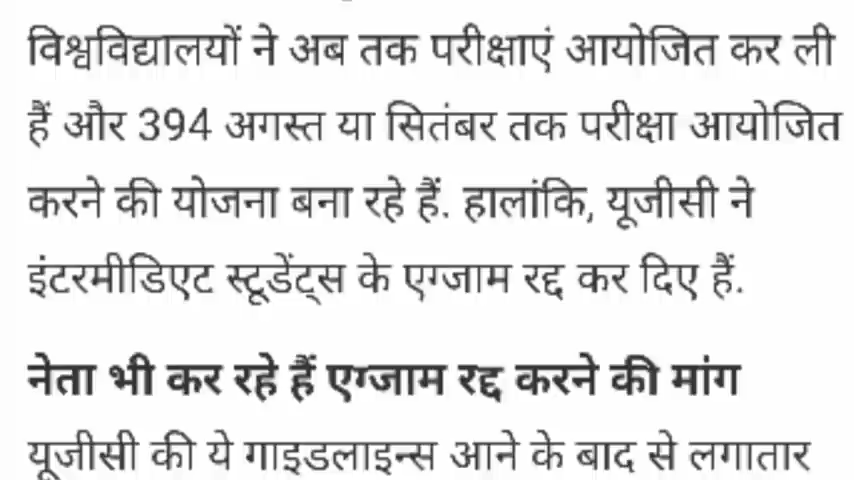 विश्वविद्यालयों ने अब तक परीक्षाएं आयोजित कर ली
हैं और 394 अगस्त या सितंबर तक परीक्षा आयोजित
करने की योजना बना रहे हैं. हालांकि, यूजीसी ने
इंटरमीडिएट स्टूडेंट्स के एग्जाम रद्द कर दिए हैं.
नेता भी कर रहे हैं एग्जाम रद्द करने की मांग
यूजीसी की ये गाइडलाइन्स आने के बाद से लगातार